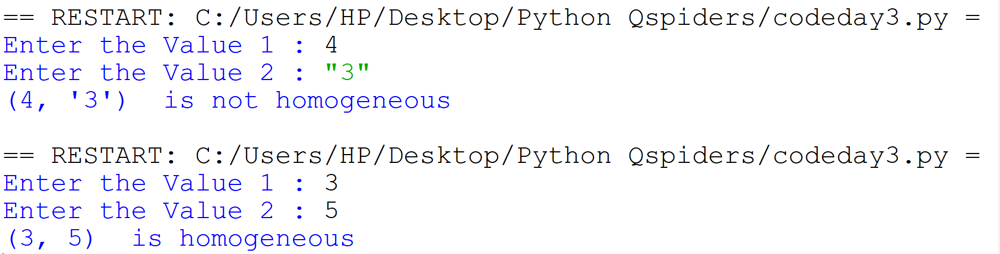 == RESTART: C:/Users/HP/Desktop/Python Qspiders/codeday3.py =
Enter the Value 1 : 4
Enter the Value 2 : "3"
(4, '3')  is not homogeneous
== RESTART: C:/Users/HP/Desktop/Python Qspiders/codeday3.py =
Enter the Value 1 : 3
Enter the Value 2 : 5
(3, 5)  is homogeneous